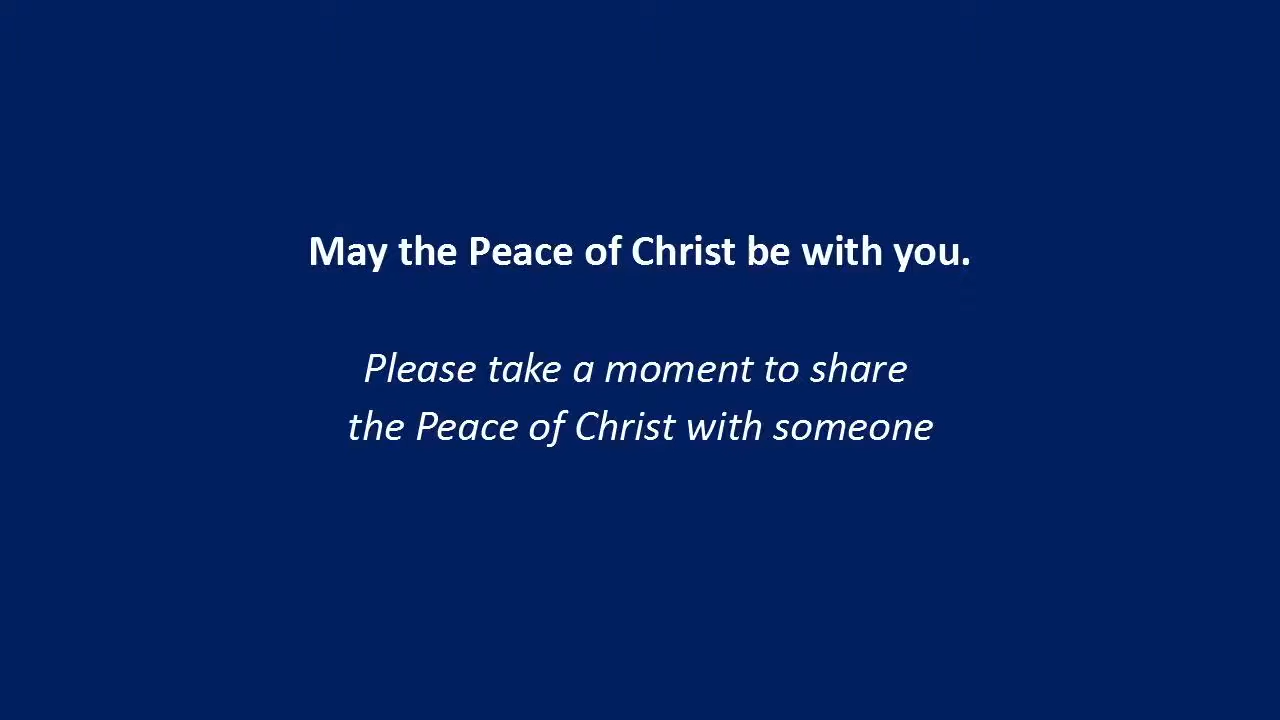 May the Peace of Christ be with you.
Please take a moment to share
the Peace of Christ with someone